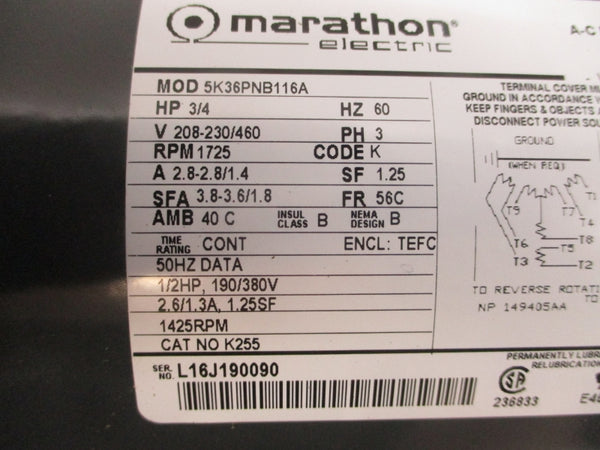 marathon®
electric
A-C
MOD 5K36PNB116A
HP 3/4 HZ 60
V 208-230/460 PH 3
RPM 1725 CODE K
A 2.8-2.8/1.4 SF 1.25
SFA 3.8-3.6/1.8 FR 56C
AMB 40 C INSUL CLASS B NEMA DESIGN B
TIME RATING CONT ENCL: TEFC
50HZ DATA
1/2HP, 190/380V
2.6/1.3A, 1.25SF
1425RPM
CAT NO K255
SER. NO. L16J190090
TERMINAL COVER
GROUND IN ACCORDANCE
KEEP FINGERS & OBJECTS
DISCONNECT POWER
GROUND
(WHEN REQ)
T9 T7 T1
T4
T6 T8
T5
T3 T2
TO REVERSE
TO
NP 149405AA
PERMANENTLY
236833